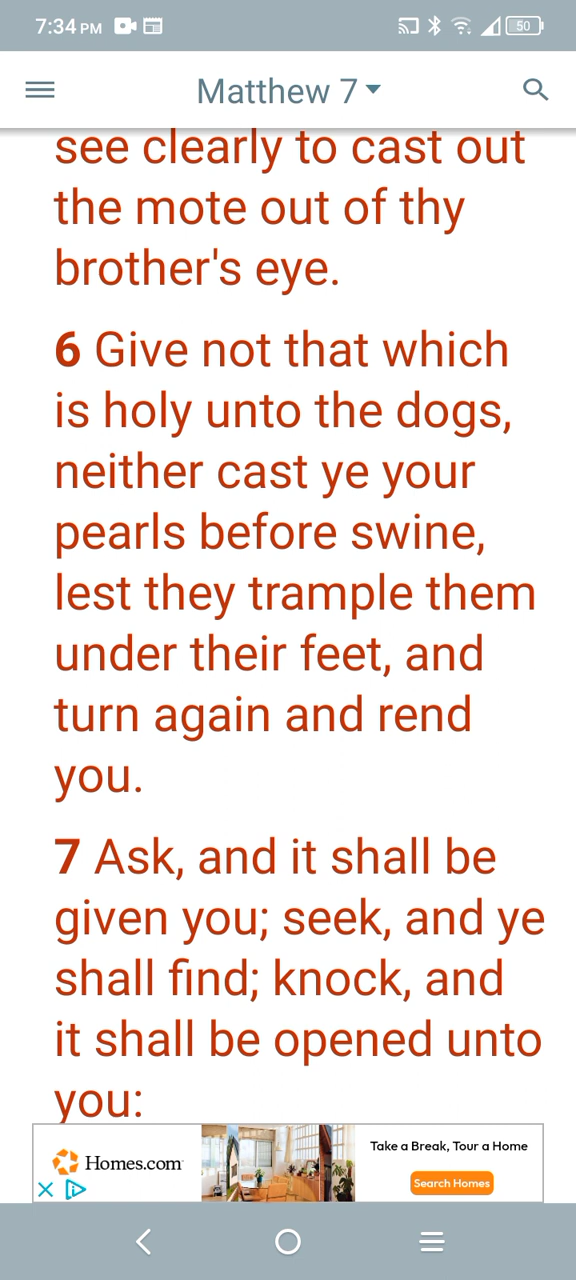 7:34 PM
50
Matthew 7
see clearly to cast out
the mote out of thy
brother's eye.
6 Give not that which
is holy unto the dogs,
neither cast ye your
pearls before swine,
lest they trample them
under their feet, and
turn again and rend
you.
7 Ask, and it shall be
given you; seek, and ye
shall find; knock, and
it shall be opened unto
you:
Homes.com
Take a Break, Tour a Home
Search Homes